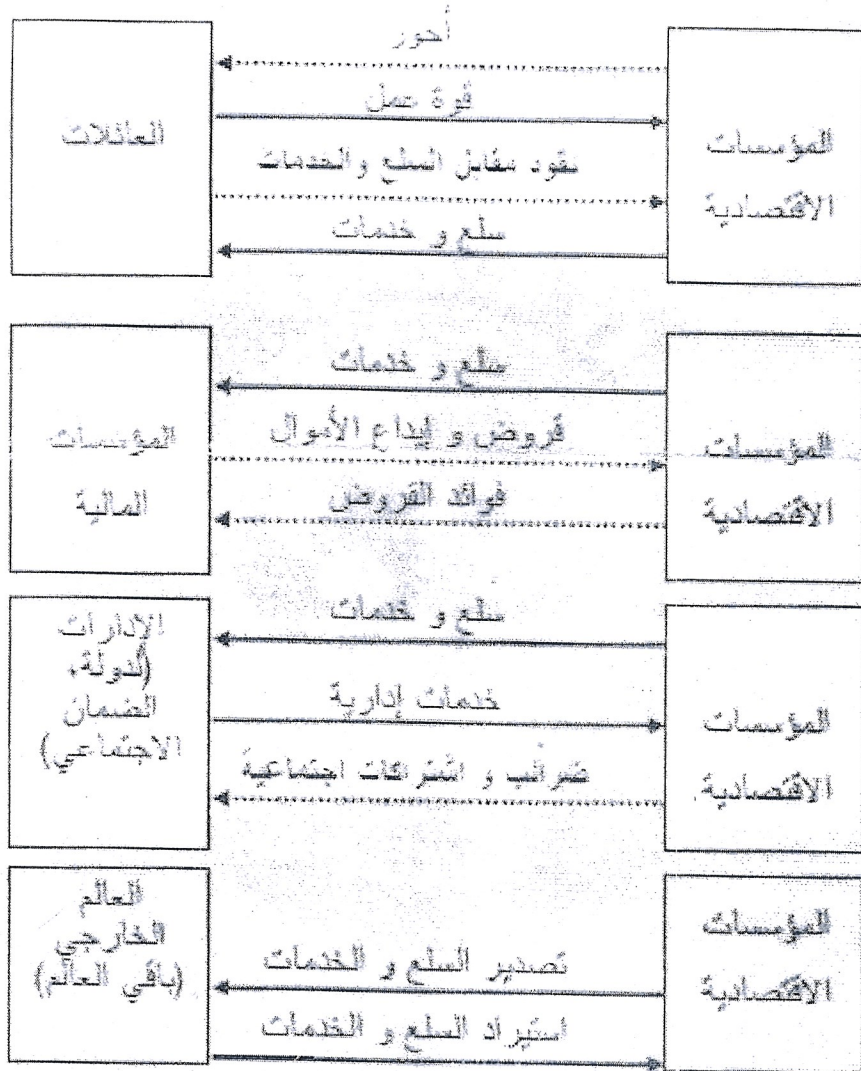 أجور
قوة عمل
نقود مقابل السلع والخدمات
سلع و خدمات
المؤسسات
الاقتصادية
العائلات
سلع و خدمات
قروض و إيداع الأموال
فوائد القروض
المؤسسات
الاقتصادية
المؤسسات
المالية
سلع و خدمات
خدمات إدارية
ضرائب و اشتراكات اجتماعية
المؤسسات
الاقتصادية
الإدارات
(لدولة،
الضمان
الاجتماعي)
تصدير السلع و الخدمات
استيراد السلع و الخدمات
المؤسسات
الاقتصادية
العالم
الخارجي
(باقي العالم)